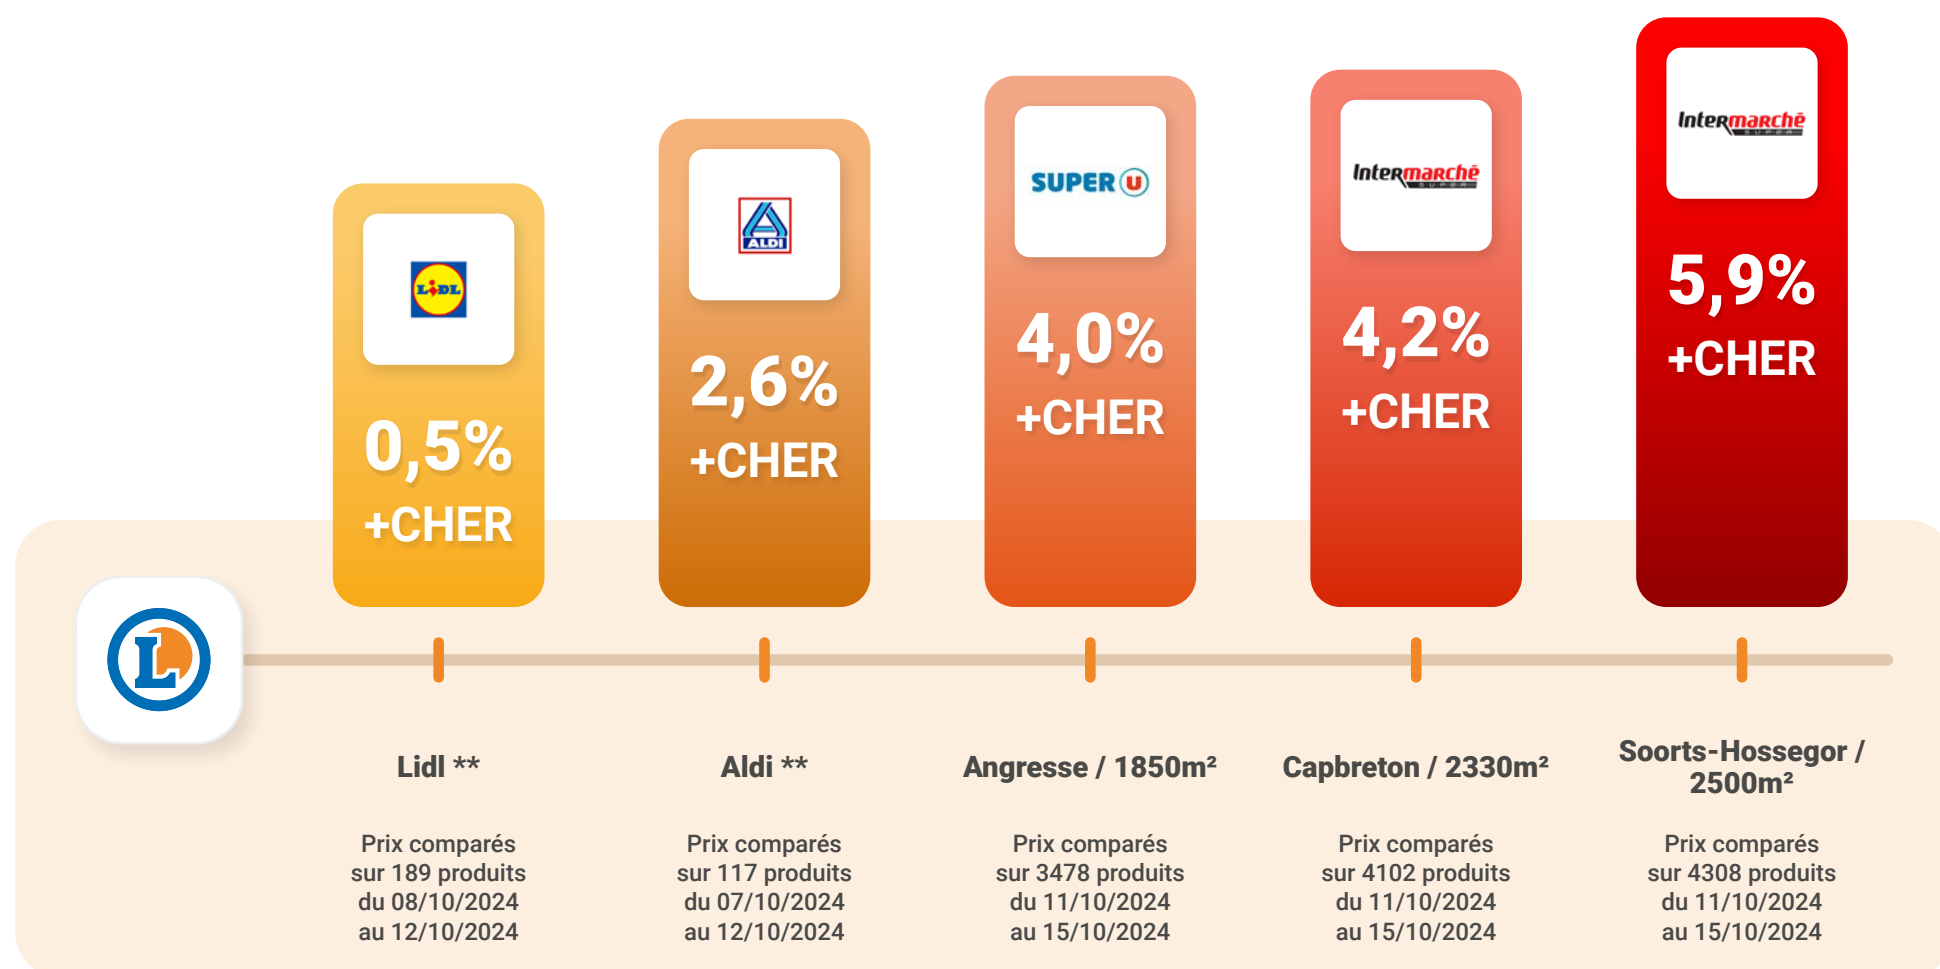 LIDL
0,5%
+CHER
ALDI
2,6%
+CHER
SUPER U
4,0%
+CHER
Intermarchē
SUPER
4,2%
+CHER
Intermarchē
SUPER
5,9%
+CHER
L
Lidl **
Prix comparés
sur 189 produits
du 08/10/2024
au 12/10/2024
Aldi **
Prix comparés
sur 117 produits
du 07/10/2024
au 12/10/2024
Angresse / 1850m²
Prix comparés
sur 3478 produits
du 11/10/2024
au 15/10/2024
Capbreton / 2330m²
Prix comparés
sur 4102 produits
du 11/10/2024
au 15/10/2024
Soorts-Hossegor /
2500m²
Prix comparés
sur 4308 produits
du 11/10/2024
au 15/10/2024